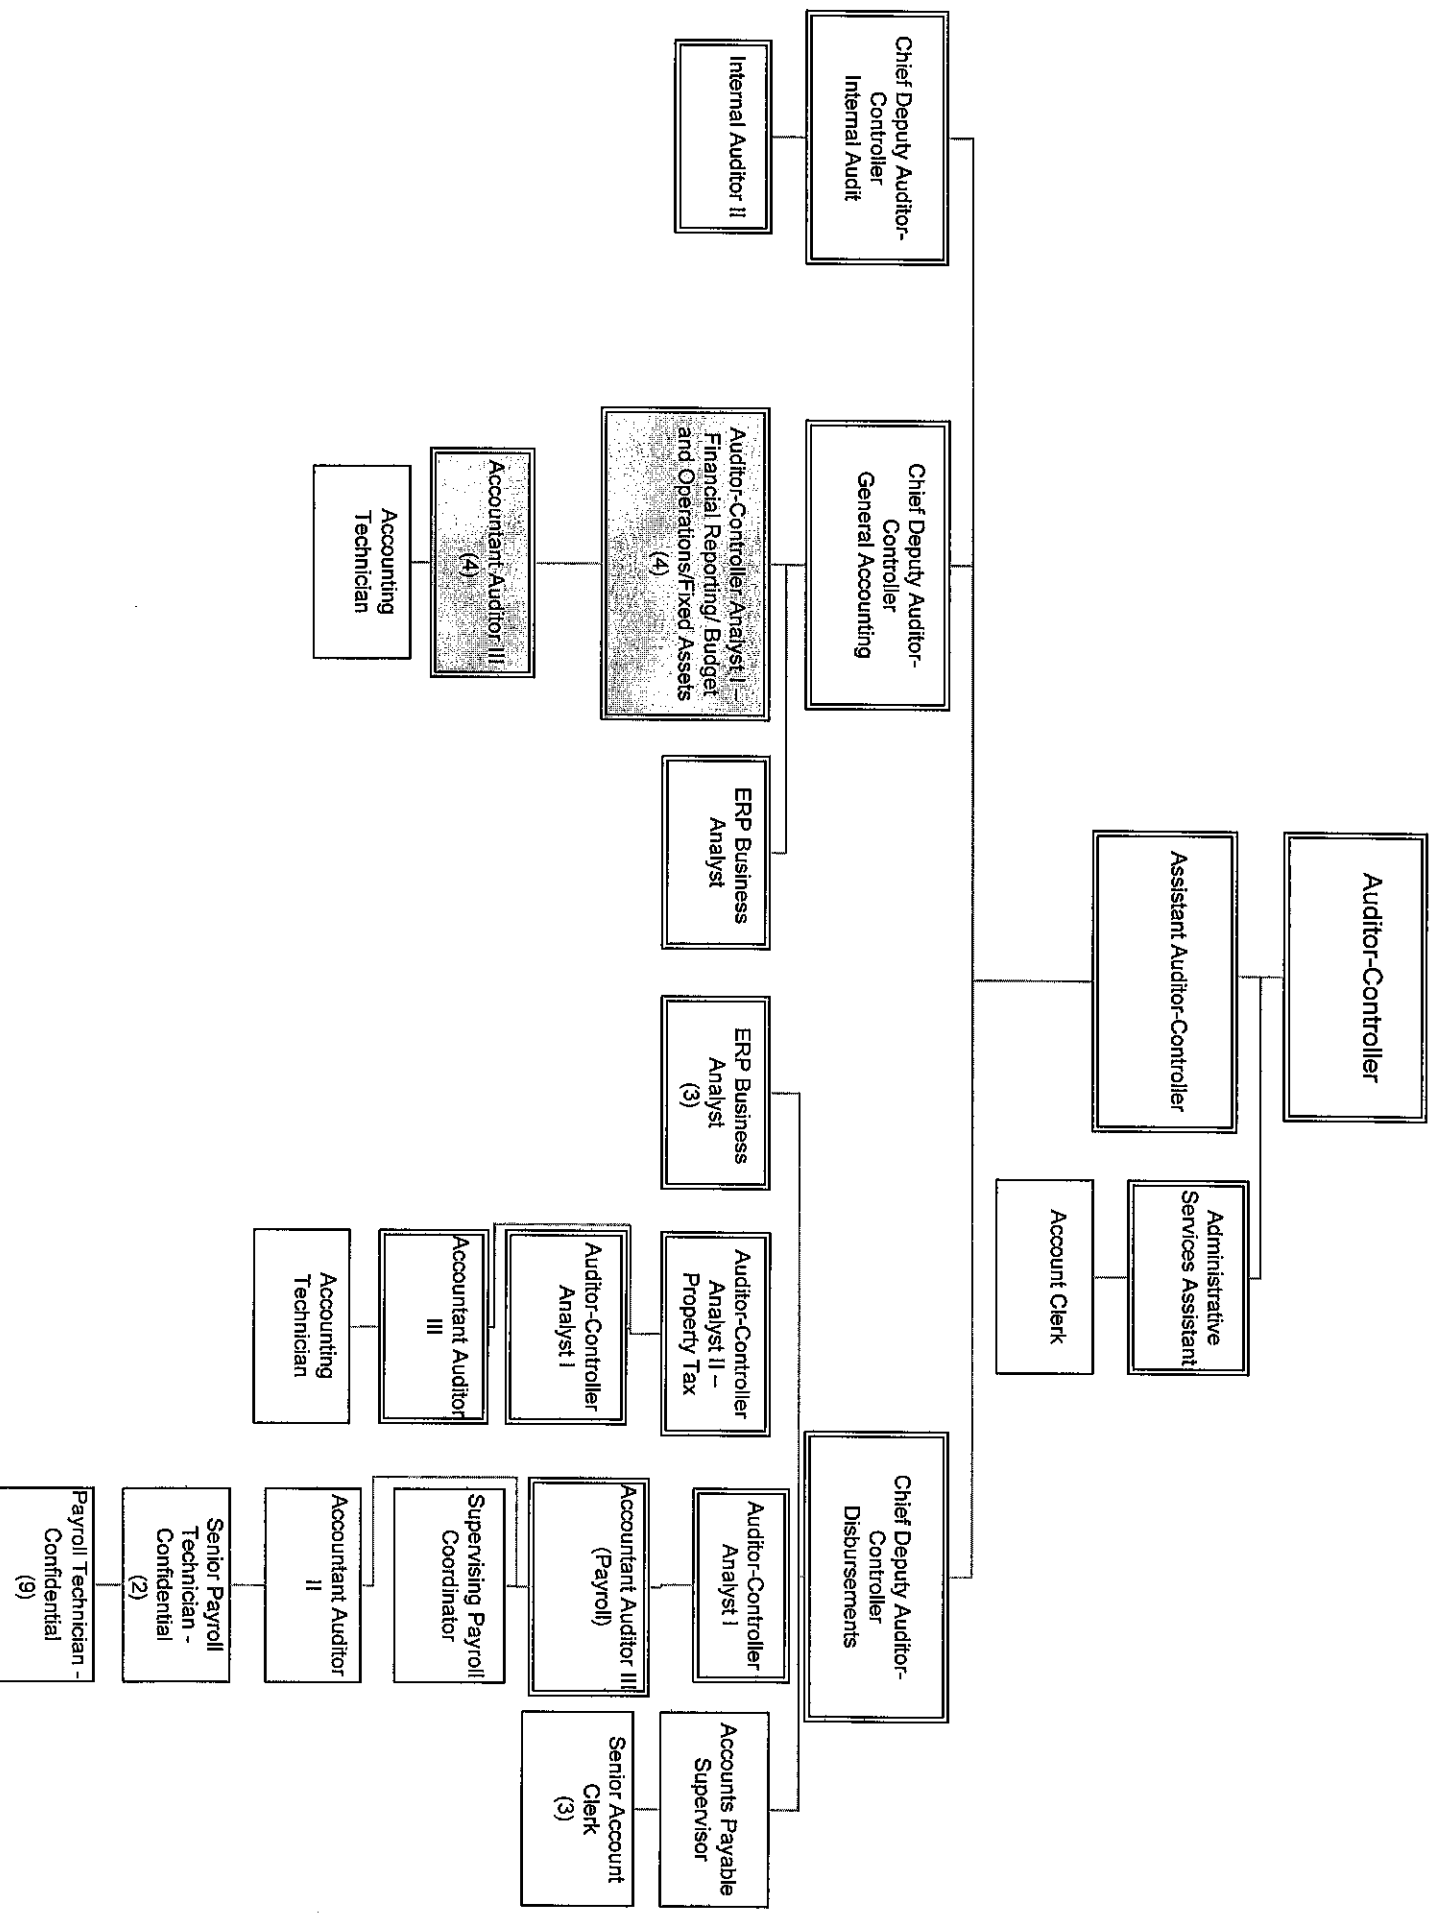 Auditor-Controller
Assistant Auditor-Controller
Administrative
Services Assistant
Account Clerk
Chief Deputy Auditor-
Controller
Internal Audit
Internal Auditor II
Chief Deputy Auditor-
Controller
General Accounting
Auditor-Controller Analyst I –
Financial Reporting/ Budget
and Operations/Fixed Assets
(4)
Accountant Auditor III
(4)
Accounting
Technician
ERP Business
Analyst
Chief Deputy Auditor-
Controller
Disbursements
ERP Business
Analyst
(3)
Auditor-Controller
Analyst II –
Property Tax
Auditor-Controller
Analyst I
Accountant Auditor
III
Accounting
Technician
Auditor-Controller
Analyst I
Accountant Auditor III
(Payroll)
Supervising Payroll
Coordinator
Accountant Auditor
II
Senior Payroll
Technician -
Confidential
(2)
Payroll Technician -
Confidential
(9)
Accounts Payable
Supervisor
Senior Account
Clerk
(3)